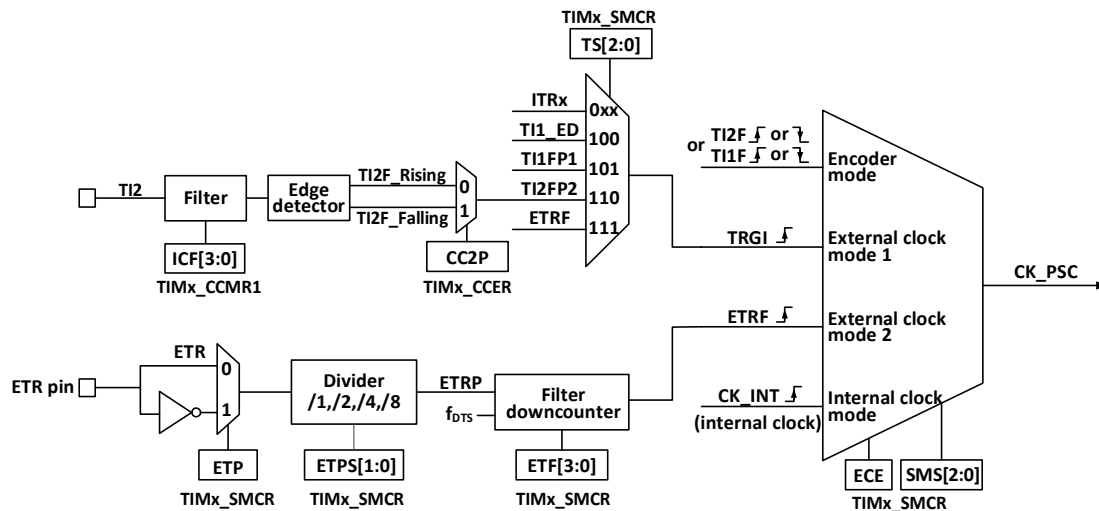 TIMx_SMCR
TS[2:0]
ITRx
0xx
TI1_ED
100
TI1FP1
101
TI2FP2
110
ETRF
111
TI2
Filter
Edge
detector
TI2F_Rising
TI2F_Falling
0
1
ICF[3:0]
TIMx_CCMR1
CC2P
TIMx_CCER
or
TI2F or
TI1F or
Encoder
mode
TRGI
External clock
mode 1
CK_PSC
ETRF
External clock
mode 2
CK_INT
(internal clock)
Internal clock
mode
ECE
SMS[2:0]
TIMx_SMCR
ETR pin
ETR
0
1
Divider
/1,/2,/4,/8
ETRP
fDTS
Filter
downcounter
ETP
TIMx_SMCR
ETPS[1:0]
TIMx_SMCR
ETF[3:0]
TIMx_SMCR